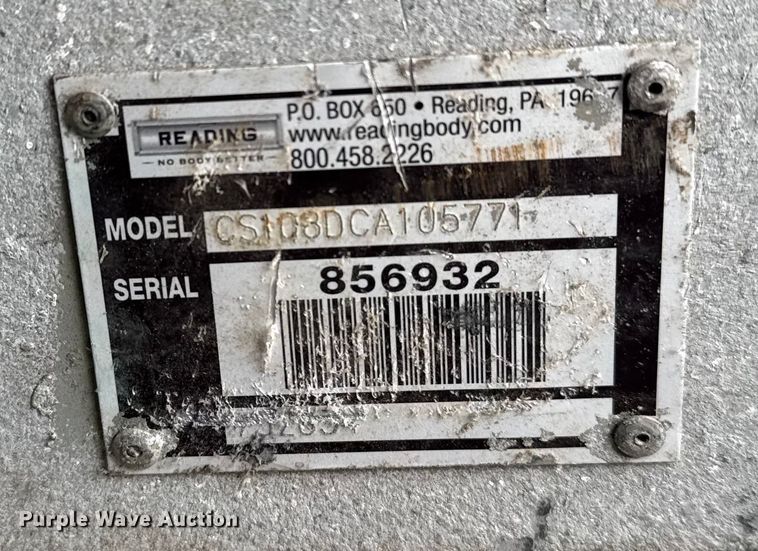 READING
NO BODY BETTER
P.O. BOX 650 • Reading, PA
www.readingbody.com
800.458.2226
MODEL CS108DCA105771
SERIAL 856932
Purple Wave Auction